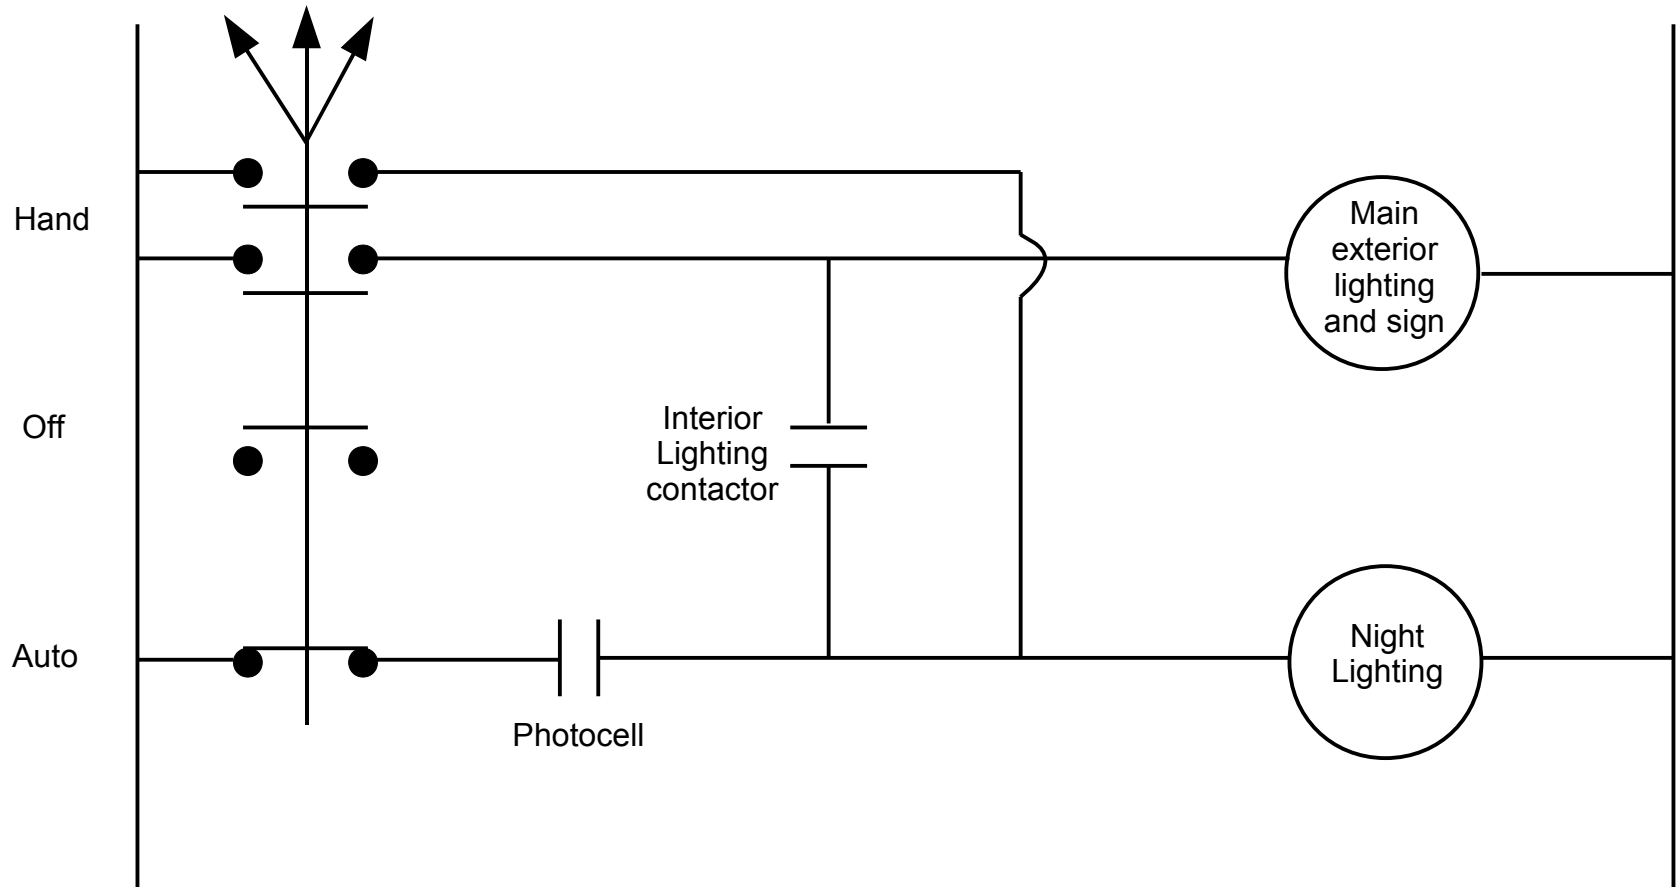 Hand
Main
exterior
lighting
and sign
Off
Interior
Lighting
contactor
Auto
Night
Lighting
Photocell